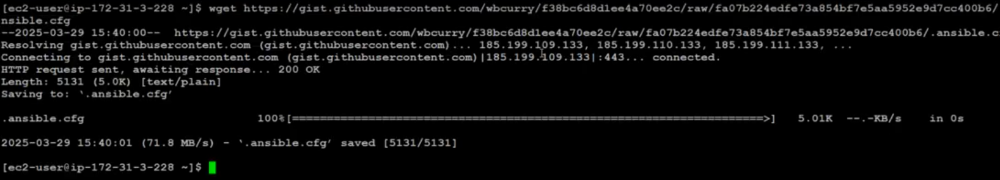 [ec2-user@ip-172-31-3-228 ~]$ wget https://gist.githubusercontent.com/wbcurry/f38bc6d8d1ee4a70ee2c/raw/fa07b224edfe73a854bf7e5aa5952e9d7cc400b6/
nsible.cfg
--2025-03-29 15:40:00--  https://gist.githubusercontent.com/wbcurry/f38bc6d8d1ee4a70ee2c/raw/fa07b224edfe73a854bf7e5aa5952e9d7cc400b6/.ansible.c
Resolving gist.githubusercontent.com (gist.githubusercontent.com)... 185.199.109.133, 185.199.110.133, 185.199.111.133, ...
Connecting to gist.githubusercontent.com (gist.githubusercontent.com)|185.199.109.133|:443... connected.
HTTP request sent, awaiting response... 200 OK
Length: 5131 (5.0K) [text/plain]
Saving to: ‘.ansible.cfg’
.ansible.cfg 100%[===================================================================>] 5.01K --.-KB/s in 0s
2025-03-29 15:40:01 (71.8 MB/s) - ‘.ansible.cfg’ saved [5131/5131]
[ec2-user@ip-172-31-3-228 ~]$